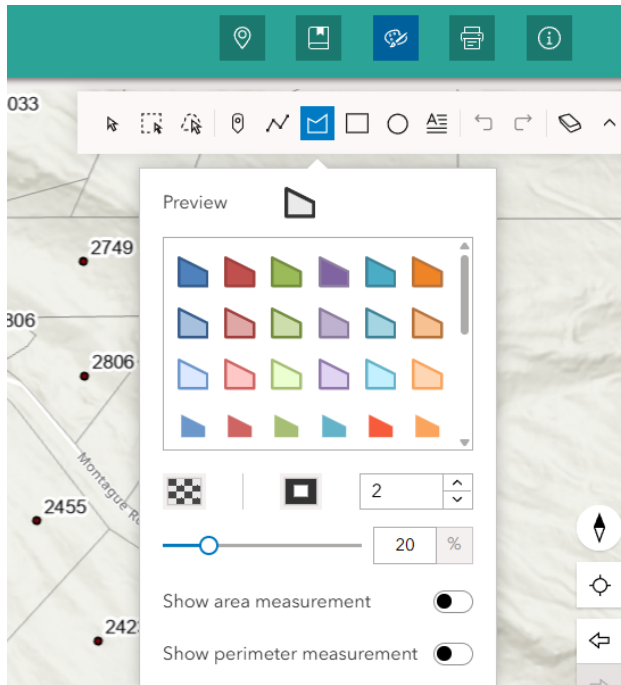 033
2749
Preview
306
2806
Montague R
2455
2
20 %
Show area measurement
242
Show perimeter measurement